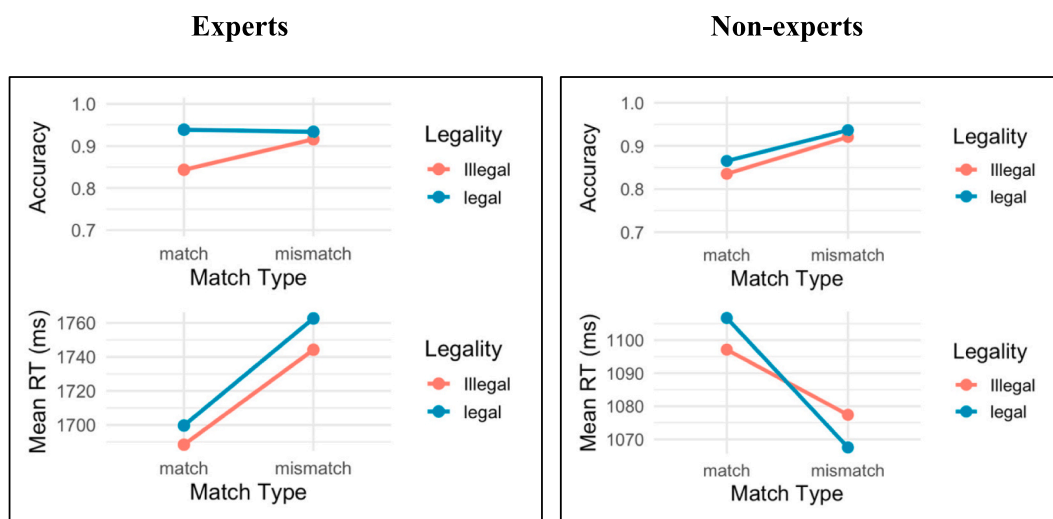 Experts
Non-experts
1.0
0.9
0.8
0.7
Accuracy
match
mismatch
Match Type
Legality
Illegal
legal
1760
1740
1720
1700
Mean RT (ms)
match
mismatch
Match Type
Legality
Illegal
legal
1.0
0.9
0.8
0.7
Accuracy
match
mismatch
Match Type
Legality
Illegal
legal
1100
1090
1080
1070
Mean RT (ms)
match
mismatch
Match Type
Legality
Illegal
legal